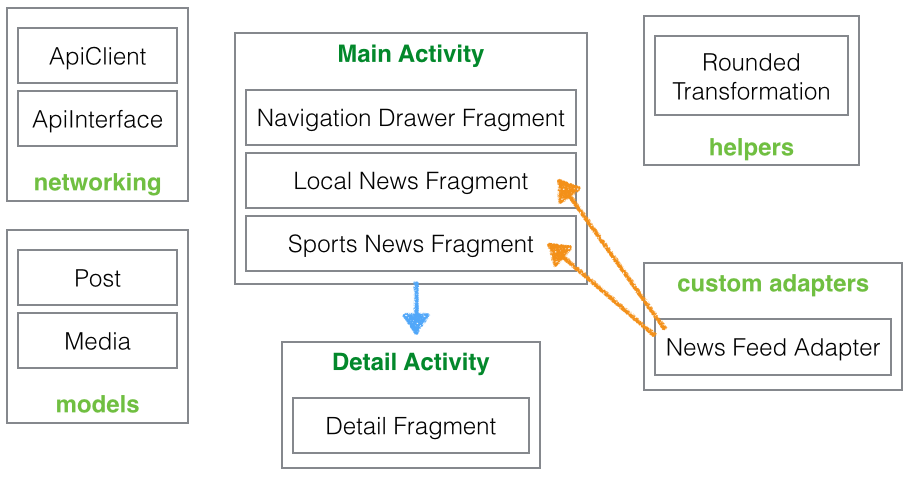 ApiClient
ApiInterface
networking
Post
Media
models
Main Activity
Navigation Drawer Fragment
Local News Fragment
Sports News Fragment
Detail Activity
Detail Fragment
Rounded
Transformation
helpers
custom adapters
News Feed Adapter